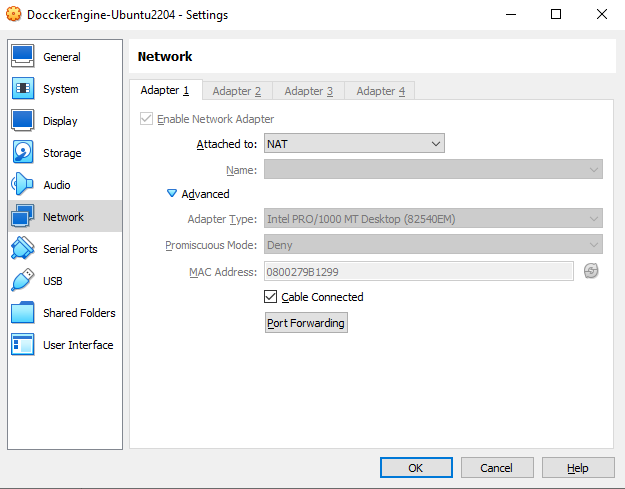 DocckerEngine-Ubuntu2204 - Settings
General
System
Display
Storage
Audio
Network
Serial Ports
USB
Shared Folders
User Interface
Network
Adapter 1 Adapter 2 Adapter 3 Adapter 4
Enable Network Adapter
Attached to: NAT
Name:
Advanced
Adapter Type: Intel PRO/1000 MT Desktop (82540EM)
Promiscuous Mode: Deny
MAC Address: 0800279B1299
Cable Connected
Port Forwarding
OK Cancel Help